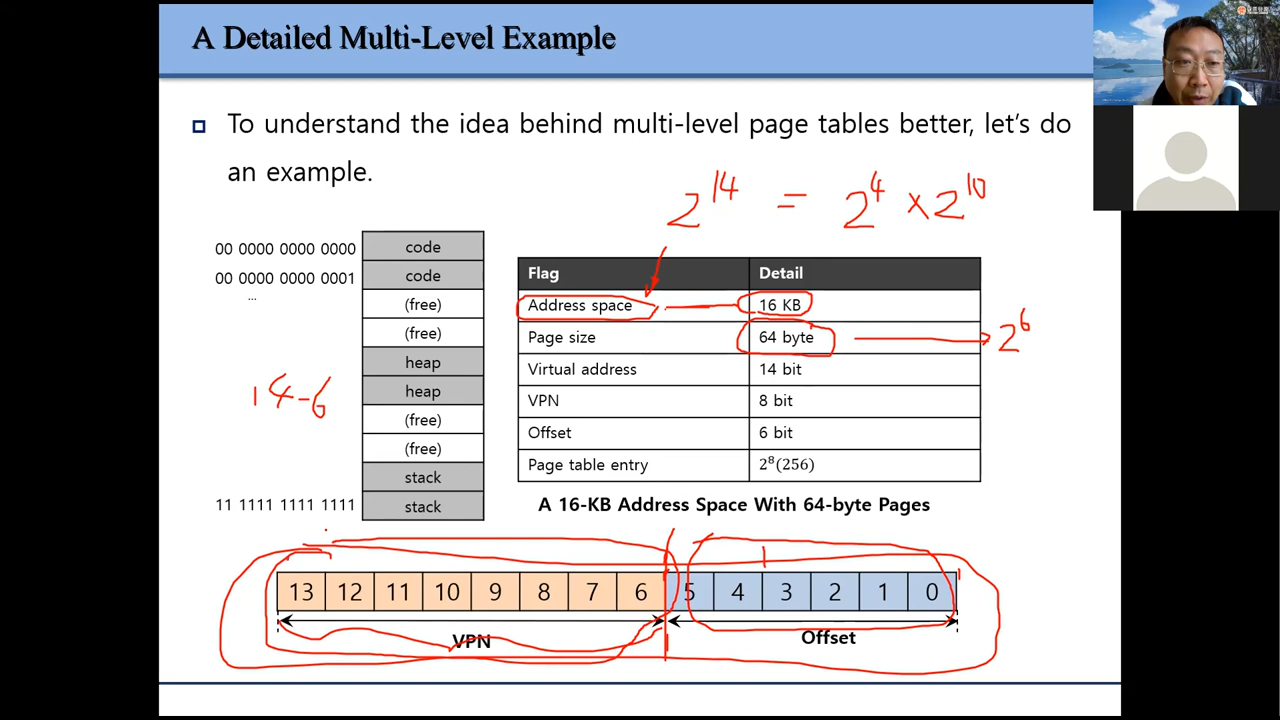 A Detailed Multi-Level Example
To understand the idea behind multi-level page tables better, let's do
an example.
2^14 = 2^4 × 2^10
00 0000 0000 0000 code
00 0000 0000 0001 code
... (free)
(free)
heap
heap
(free)
(free)
stack
11 1111 1111 1111 stack
14-6
Flag Detail
Address space 16 KB
Page size 64 byte → 2^6
Virtual address 14 bit
VPN 8 bit
Offset 6 bit
Page table entry 2^8(256)
A 16-KB Address Space With 64-byte Pages
13 12 11 10 9 8 7 6 5 4 3 2 1 0
VPN Offset